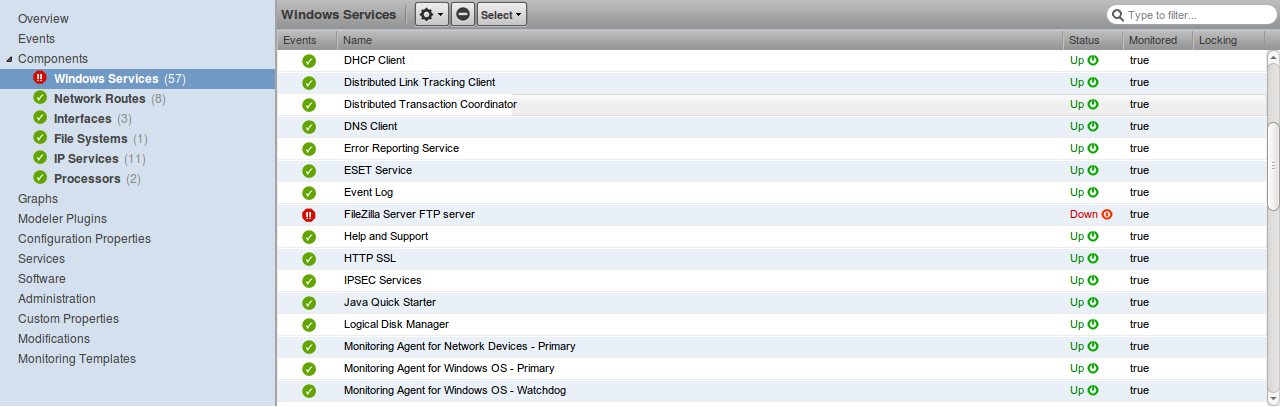 Overview
Events
Components
Windows Services (57)
Network Routes (8)
Interfaces (3)
File Systems (1)
IP Services (11)
Processors (2)
Graphs
Modeler Plugins
Configuration Properties
Services
Software
Administration
Custom Properties
Modifications
Monitoring Templates
Windows Services Select Type to filter...
Events Name Status Monitored Locking
DHCP Client Up true
Distributed Link Tracking Client Up true
Distributed Transaction Coordinator Up true
DNS Client Up true
Error Reporting Service Up true
ESET Service Up true
Event Log Up true
FileZilla Server FTP server Down true
Help and Support Up true
HTTP SSL Up true
IPSEC Services Up true
Java Quick Starter Up true
Logical Disk Manager Up true
Monitoring Agent for Network Devices - Primary Up true
Monitoring Agent for Windows OS - Primary Up true
Monitoring Agent for Windows OS - Watchdog Up true